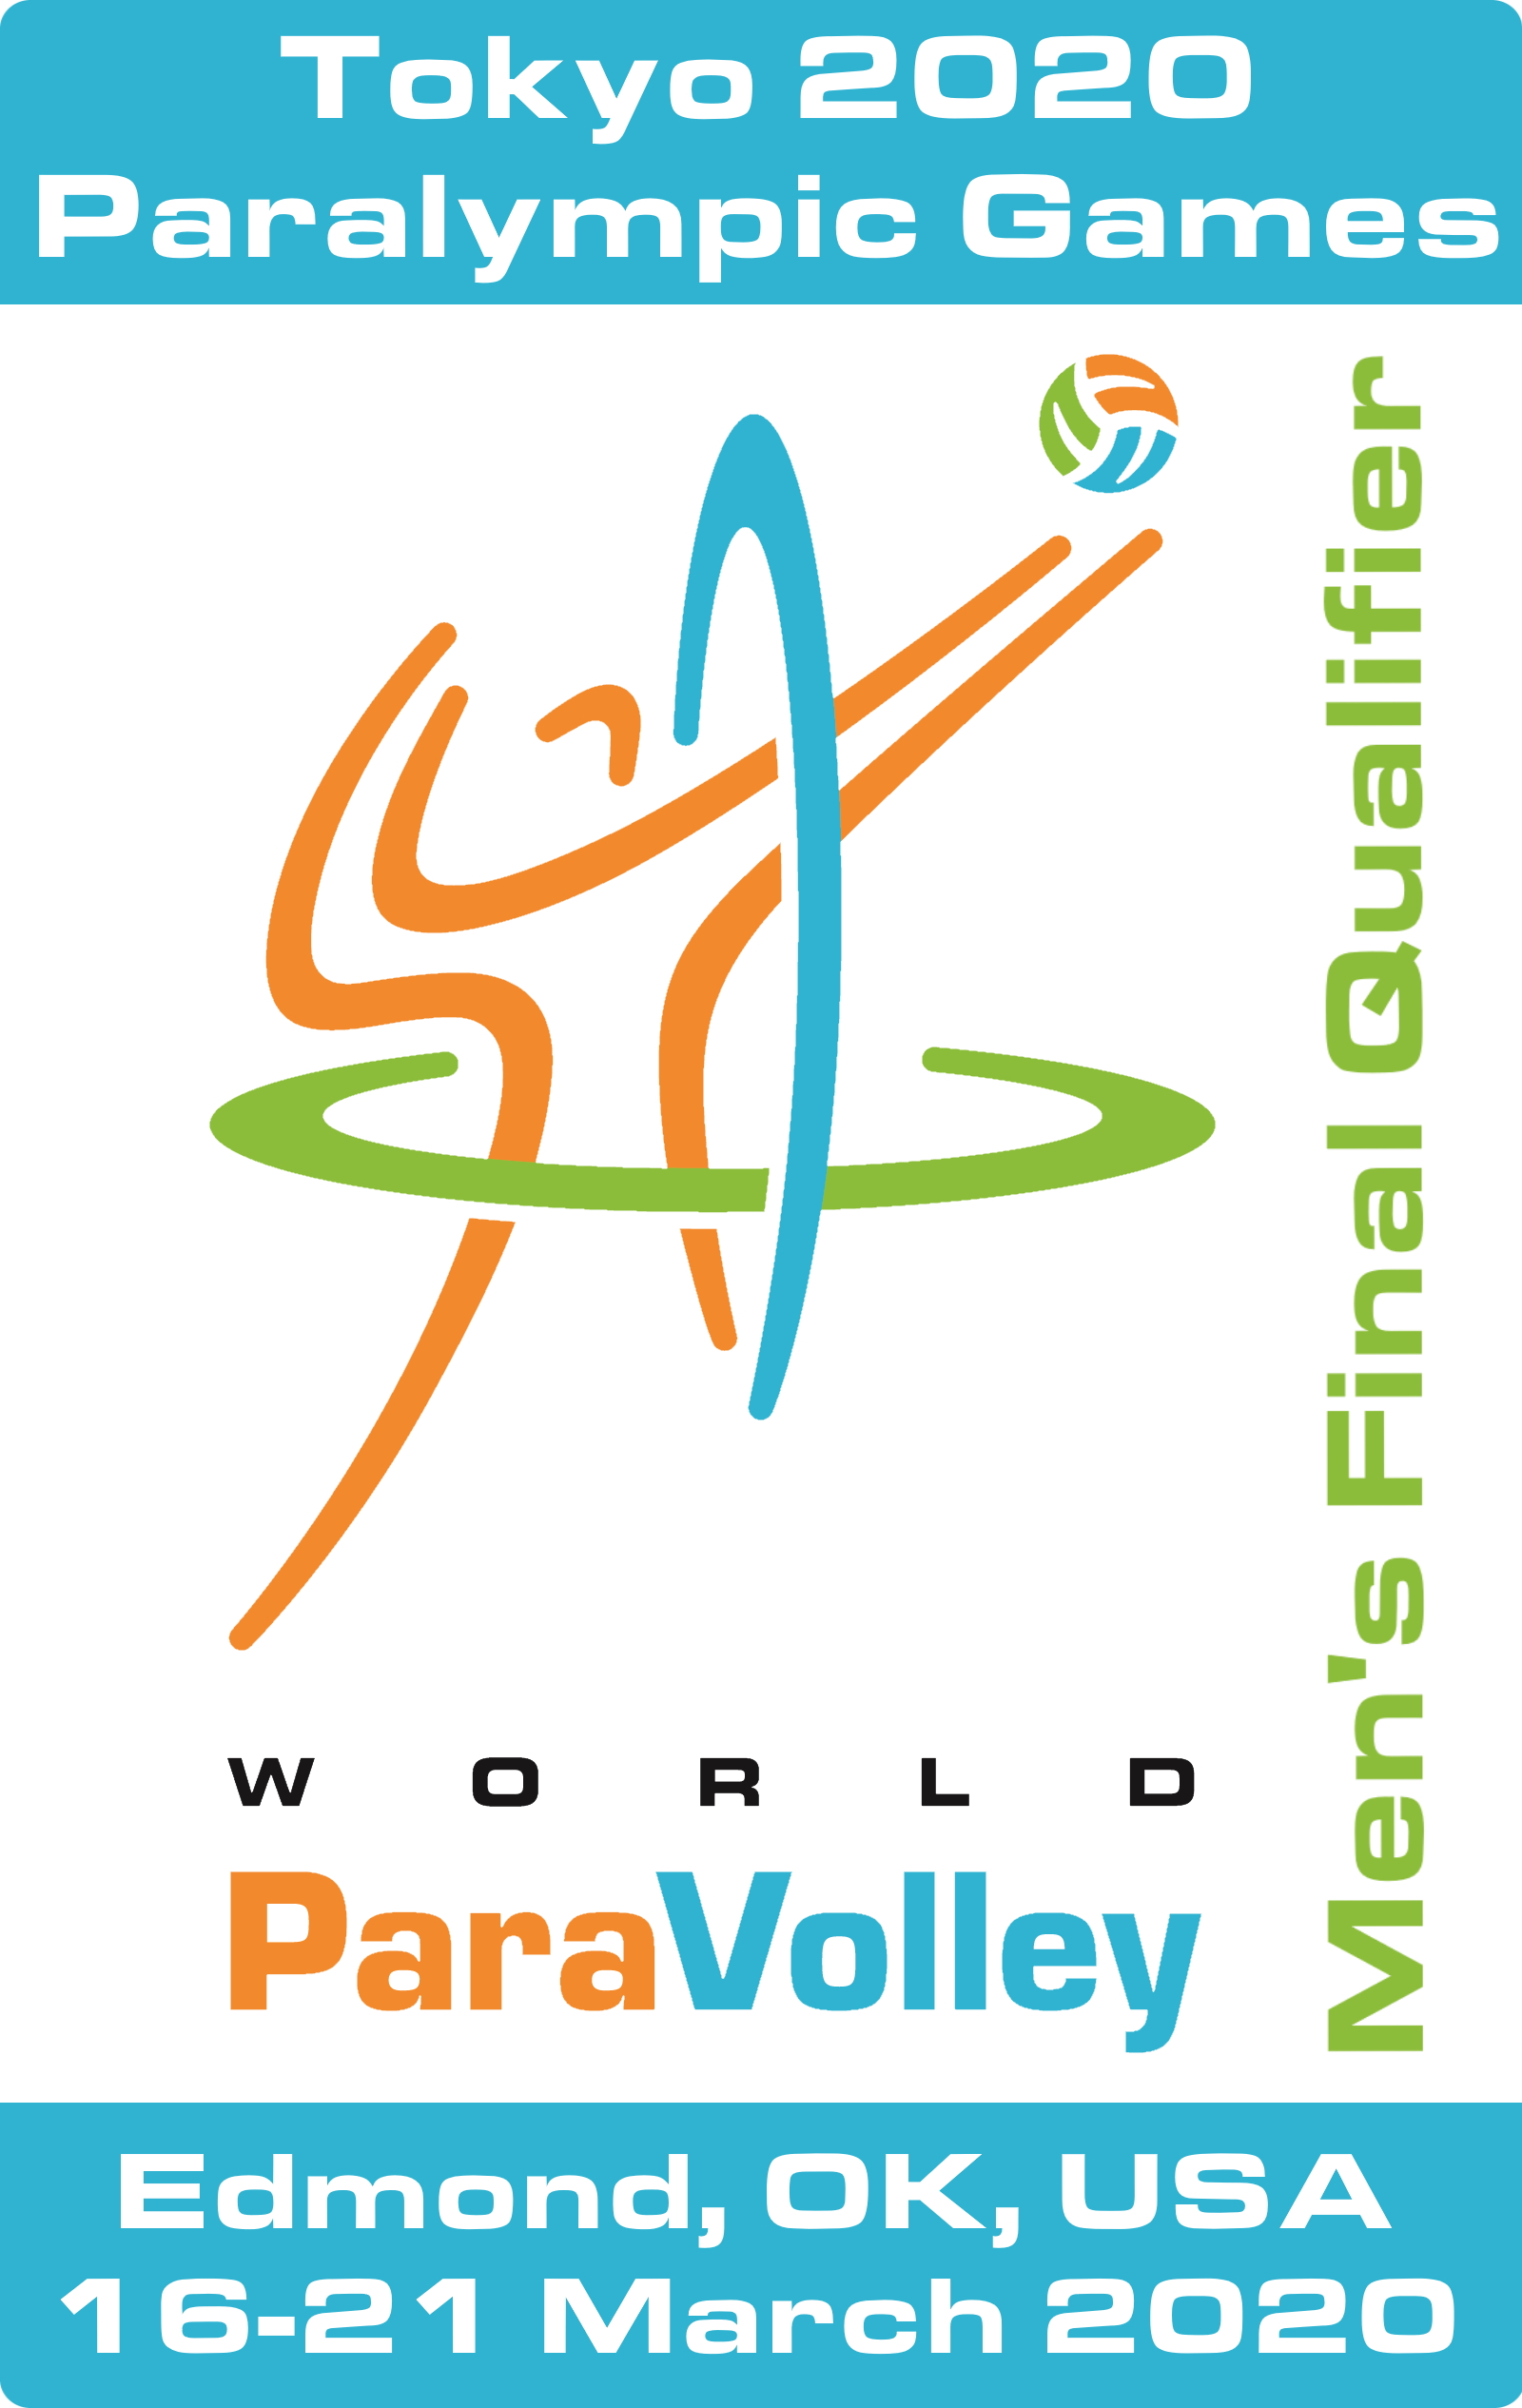 Tokyo 2020
Paralympic Games
Men's Final Qualifier
WORLD
ParaVolley
Edmond, OK, USA
16-21 March 2020